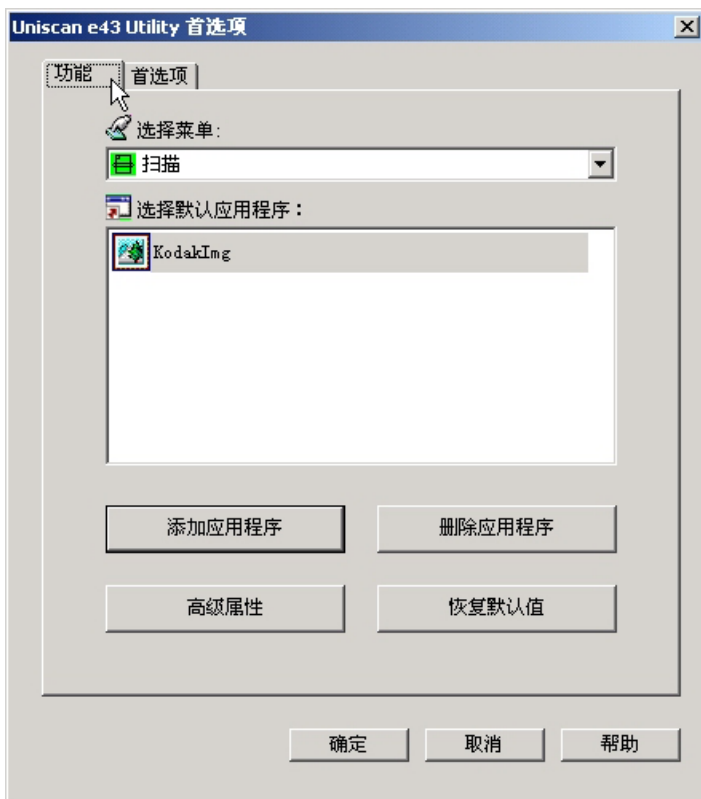 Uniscan e43 Utility 首选项
功能 首选项
选择菜单:
扫描
选择默认应用程序：
KodakImg
添加应用程序 删除应用程序
高级属性 恢复默认值
确定 取消 帮助